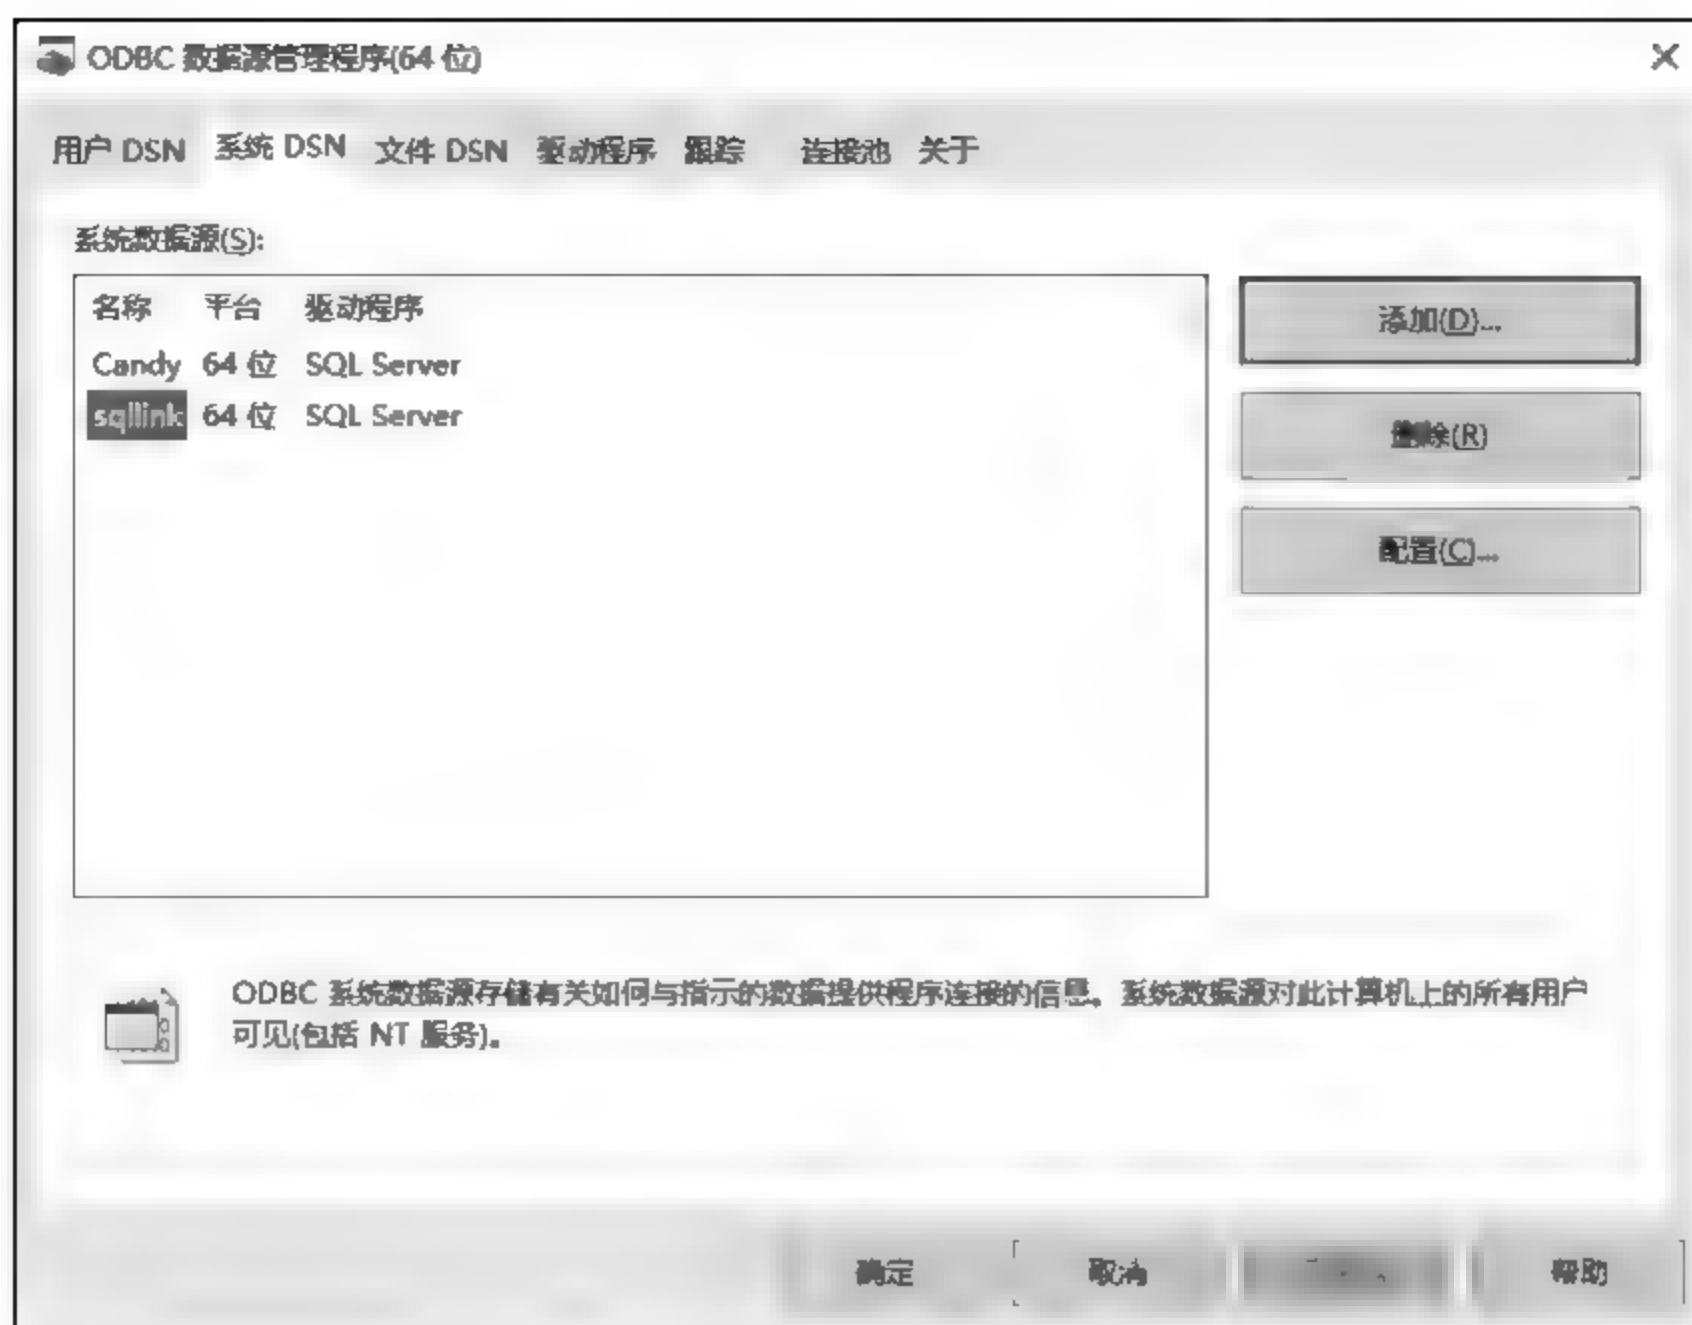 ODBC 数据源管理程序(64 位)
用户 DSN 系统 DSN 文件 DSN 驱动程序 跟踪 连接池 关于
系统数据源(S):
名称 平台 驱动程序
Candy 64 位 SQL Server
sqllink 64 位 SQL Server
添加(D)...
删除(R)
配置(C)...
ODBC 系统数据源存储有关如何与指示的数据提供程序连接的信息。系统数据源对此计算机上的所有用户
可见(包括 NT 服务)。
确定 取消 帮助